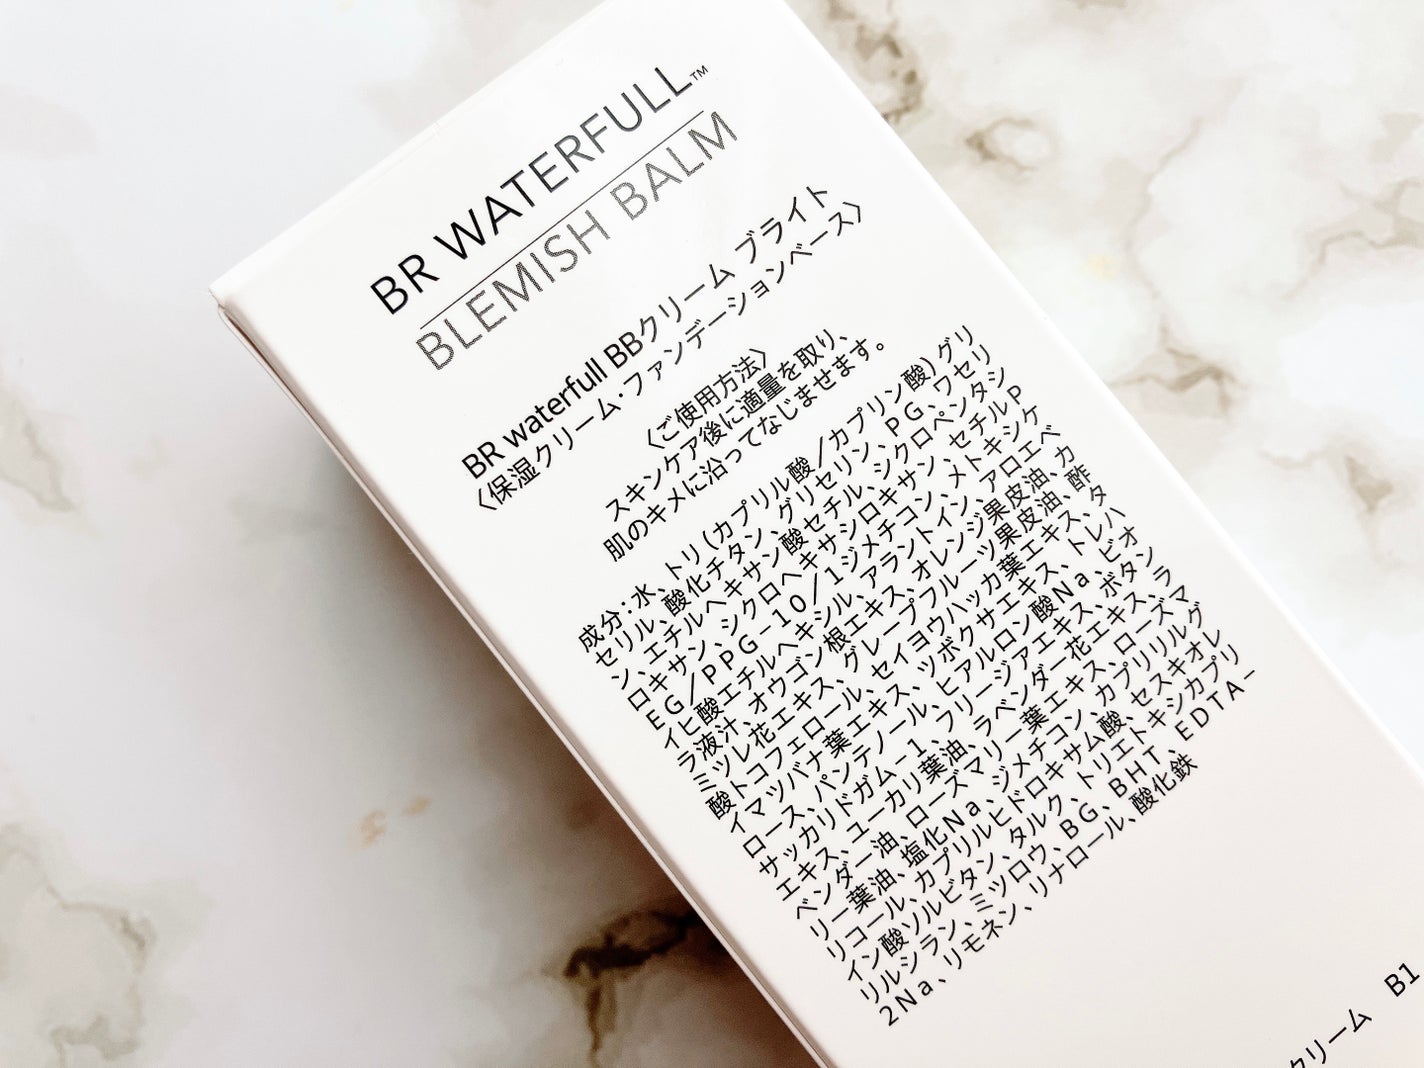 BR WATERFULL™
BLEMISH BALM
BR waterfull BBクリーム ブライト
〈保湿クリーム・ファンデーションベース〉
〈ご使用方法〉
スキンケア後に適量を取り、
肌のキメに沿ってなじませます。
成分:水、トリ(カプリル酸/カプリン酸)グリ
セリル、酸化チタン、グリセリン、PG、ワセリ
ン、エチルヘキサン酸セチル、シクロペンタシ
ロキサン、シクロヘキサシロキサン、セチルP
EG/PPG-10/1ジメチコン、メトキシケ
イヒ酸エチルヘキシル、アラントイン、アロエベ
ラ液汁、オウゴン根エキス、オレンジ果皮油、カ
ミツレ花エキス、グレープフルーツ果皮油、酢
酸トコフェロール、セイヨウハッカ葉エキス、タ
イマツバナ葉エキス、ツボクサエキス、トレハ
ロース、パンテノール、ヒアルロン酸Na、ビオ
サッカリドガム-1、フリージアエキス、ボタン
エキス、ユーカリ葉油、ラベンダー花エキス、ラ
ベンダー油、ローズマリー葉エキス、ローズマ
リー葉油、塩化Na、ジメチコン、カプリリルグ
リコール、カプリルヒドロキサム酸、セスキオレ
イン酸ソルビタン、タルク、トリエトキシカプリ
リルシラン、ミツロウ、BG、BHT、EDTA-
2Na、リモネン、リナロール、酸化鉄
クリーム B1